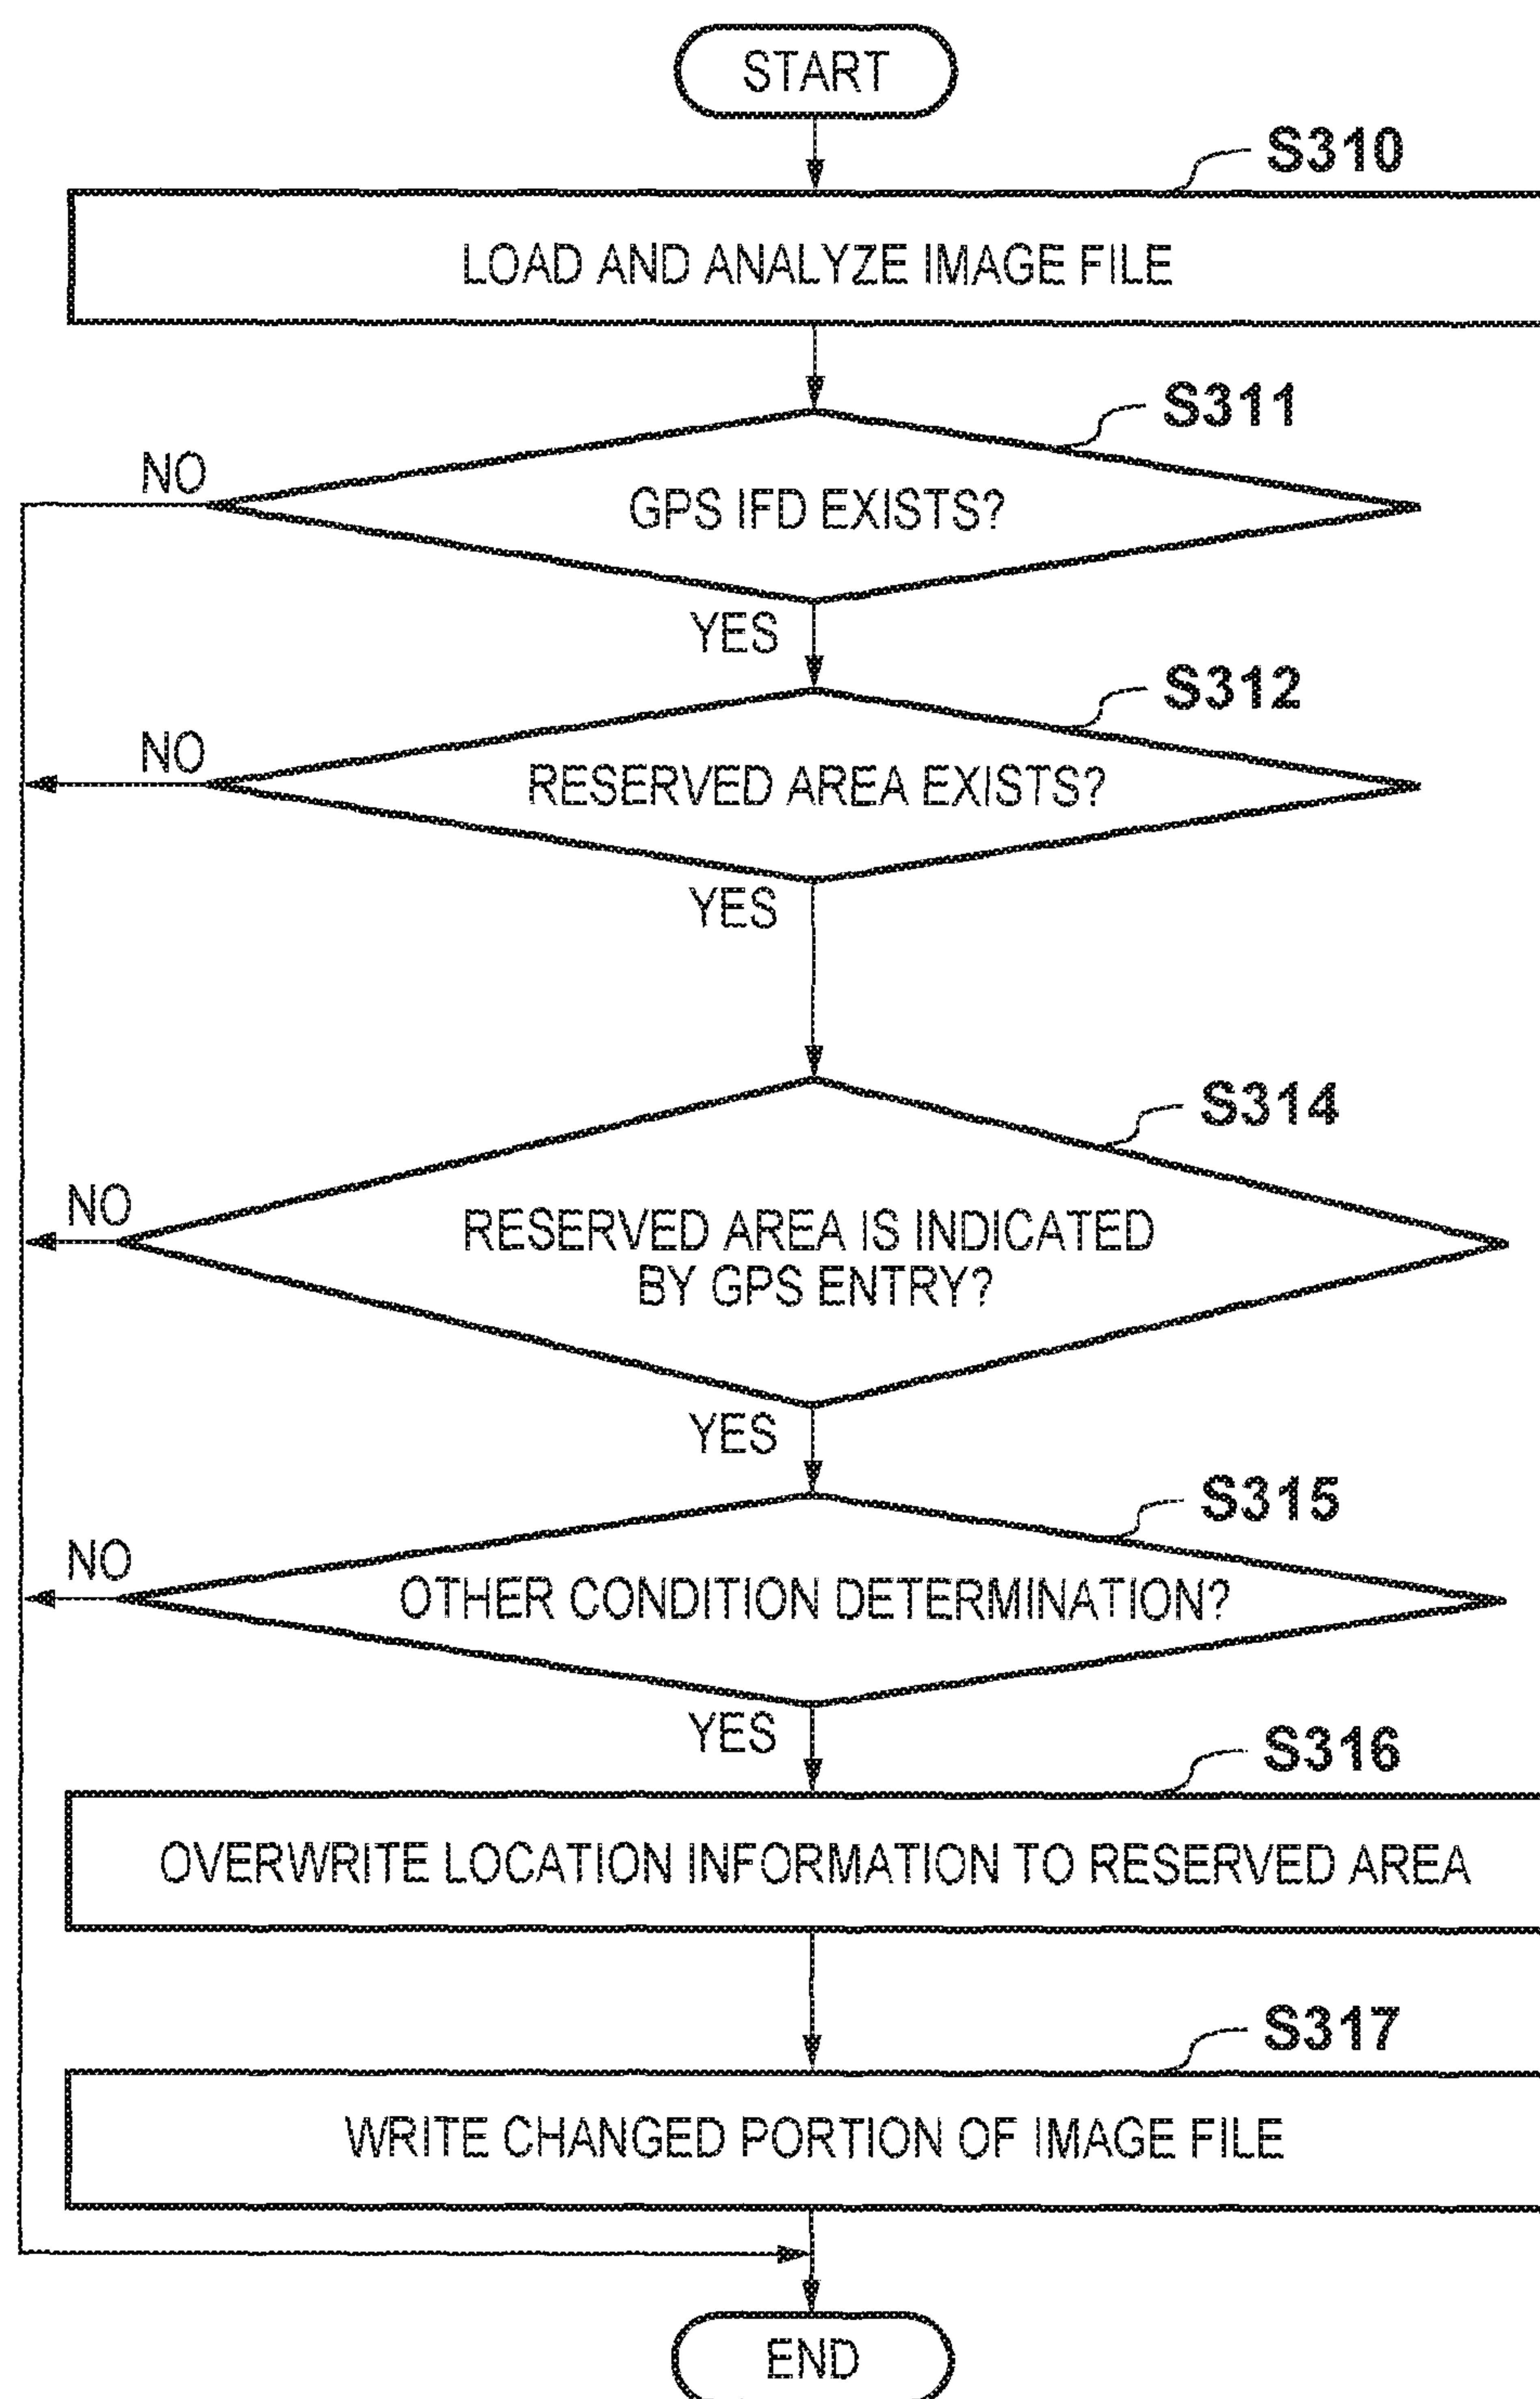 START
S310
LOAD AND ANALYZE IMAGE FILE
S311
NO
GPS IFD EXISTS?
YES
S312
NO
RESERVED AREA EXISTS?
YES
S314
NO
RESERVED AREA IS INDICATED
BY GPS ENTRY?
YES
S315
NO
OTHER CONDITION DETERMINATION?
YES
S316
OVERWRITE LOCATION INFORMATION TO RESERVED AREA
S317
WRITE CHANGED PORTION OF IMAGE FILE
END